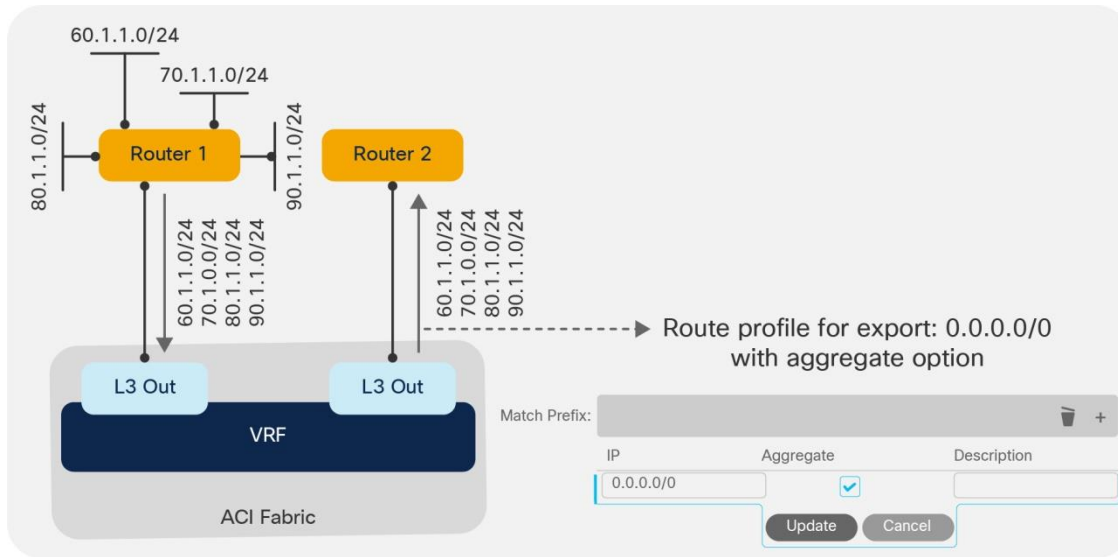 60.1.1.0/24
70.1.1.0/24
80.1.1.0/24
Router 1
90.1.1.0/24
Router 2
60.1.1.0/24
70.1.0.0/24
80.1.1.0/24
90.1.1.0/24
60.1.1.0/24
70.1.0.0/24
80.1.1.0/24
90.1.1.0/24
Route profile for export: 0.0.0.0/0
with aggregate option
L3 Out
L3 Out
VRF
ACI Fabric
Match Prefix:
+
IP
Aggregate
Description
0.0.0.0/0
Update
Cancel